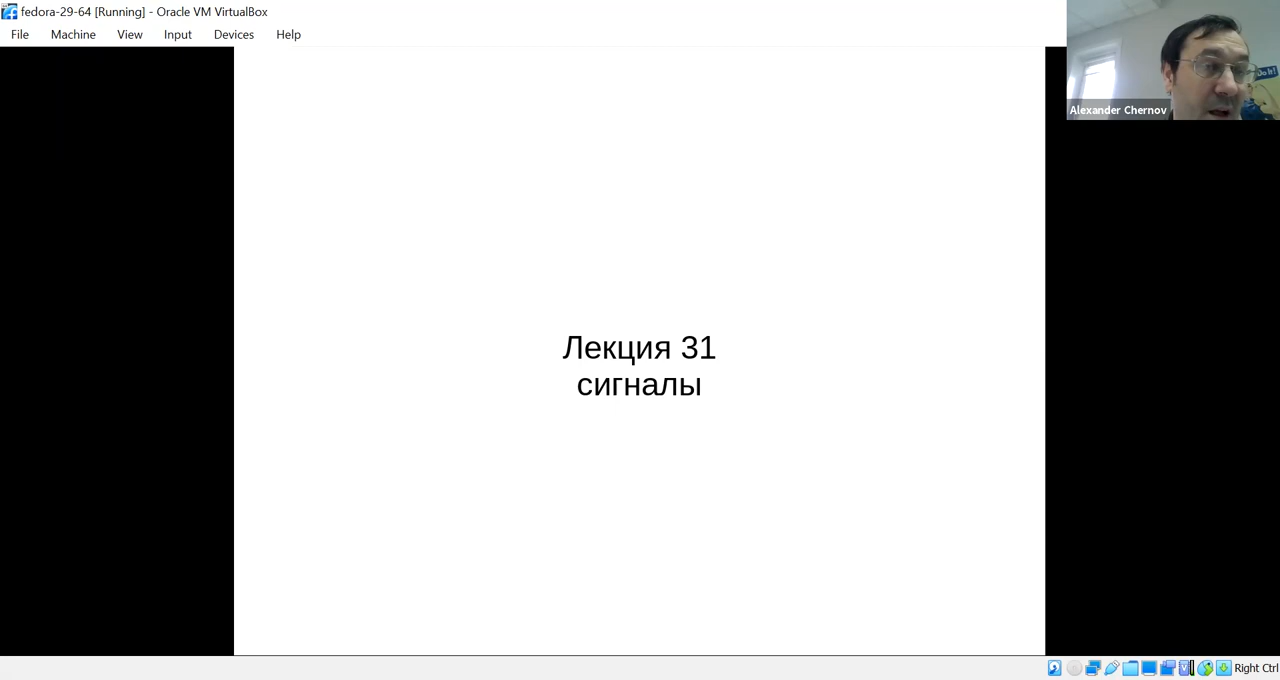 fedora-29-64 [Running] - Oracle VM VirtualBox
File Machine View Input Devices Help
Alexander Chernov
Лекция 31
сигналы
Right Ctrl